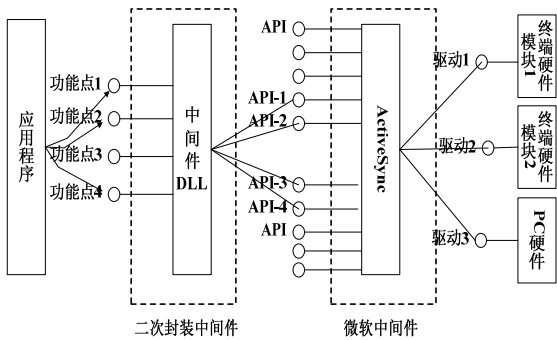 应用程序
功能点1
功能点2
功能点3
功能点4
中间件DLL
二次封装中间件
API
API-1
API-2
API-3
API-4
API
ActiveSync
微软中间件
驱动1
驱动2
驱动3
终端硬件
模块1
终端硬件
模块2
PC硬件